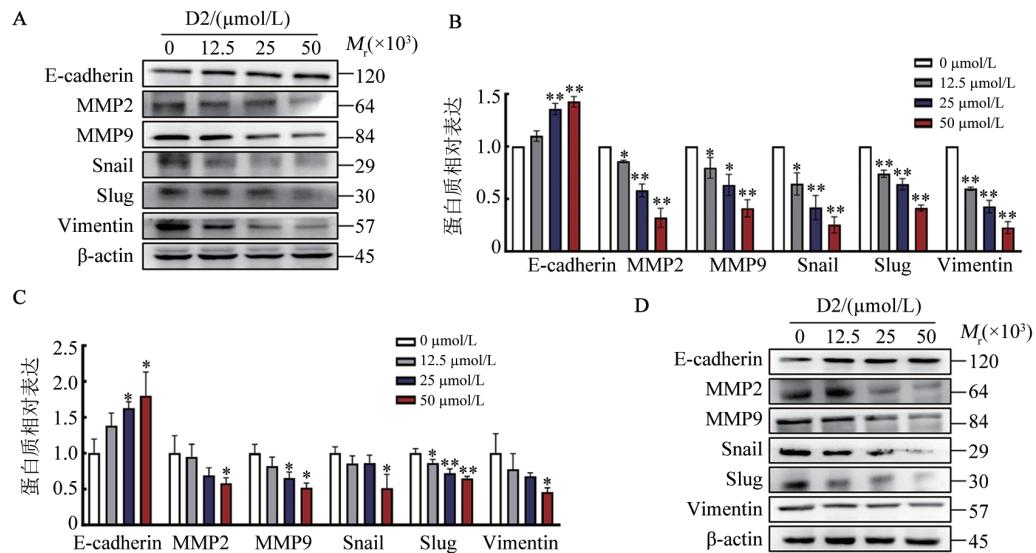 A
D2/(μmol/L)
0 12.5 25 50 Mr(×10³)
E-cadherin 120
MMP2 64
MMP9 84
Snail 29
Slug 30
Vimentin 57
β-actin 45
B
蛋白质相对表达
1.5
1.0
0.5
0
0 μmol/L
12.5 μmol/L
25 μmol/L
50 μmol/L
** **
* ** **
* * **
* ** **
** ** **
** ** **
E-cadherin MMP2 MMP9 Snail Slug Vimentin
C
蛋白质相对表达
2.5
2.0
1.5
1.0
0.5
0
0 μmol/L
12.5 μmol/L
25 μmol/L
50 μmol/L
* *
*
* *
*
* ** **
*
E-cadherin MMP2 MMP9 Snail Slug Vimentin
D
D2/(μmol/L)
0 12.5 25 50 Mr(×10³)
E-cadherin 120
MMP2 64
MMP9 84
Snail 29
Slug 30
Vimentin 57
β-actin 45